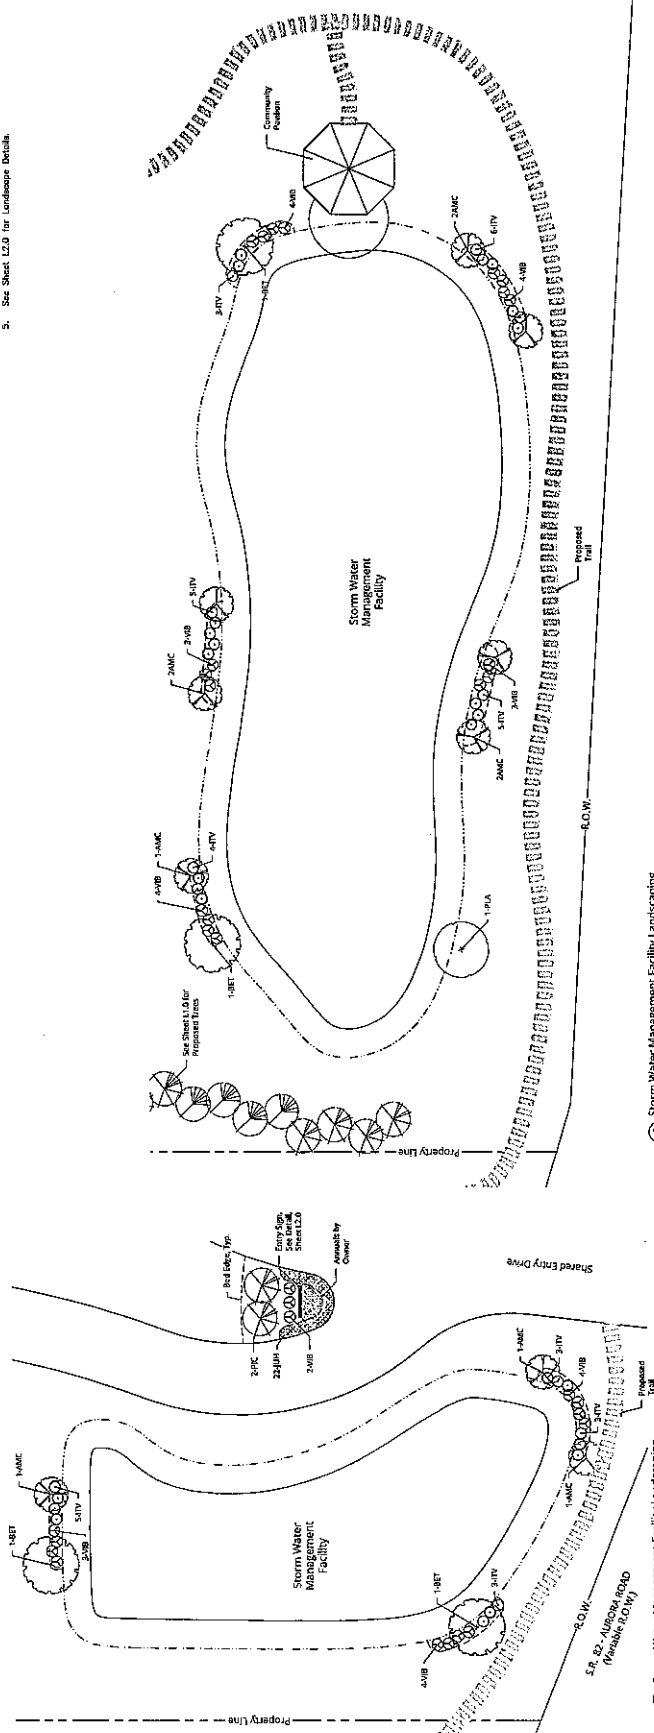 5. See Sheet L2.0 for Landscape Details.
Community
Pavilion
3-ITV
4-VIB
1-BET
2AMC
6-ITV
4-VIB
5-ITV
3-VIB
2AMC
Storm Water
Management
Facility
Proposed
Trail
3-VIB
5-ITV
2AMC
1-AMC
4-ITV
4-VIB
1-BET
1-PLA
R.O.W.
See Sheet L1.0 for
Proposed Trees
Property Line
Storm Water Management Facility Landscaping
Bed Edge, Typ.
Entry Sign,
See Detail,
Sheet L2.0
Annuals by
Owner
2-PIC
22-JUH
2-VIB
Shared Entry Drive
1-AMC
3-ITV
4-VIB
3-ITV
1-AMC
Proposed
Trail
1-BET
1-AMC
5-ITV
3-VIB
Storm Water
Management
Facility
1-BET
3-ITV
4-VIB
R.O.W.
S.R. 82 - AURORA ROAD
(Variable R.O.W.)
Property Line